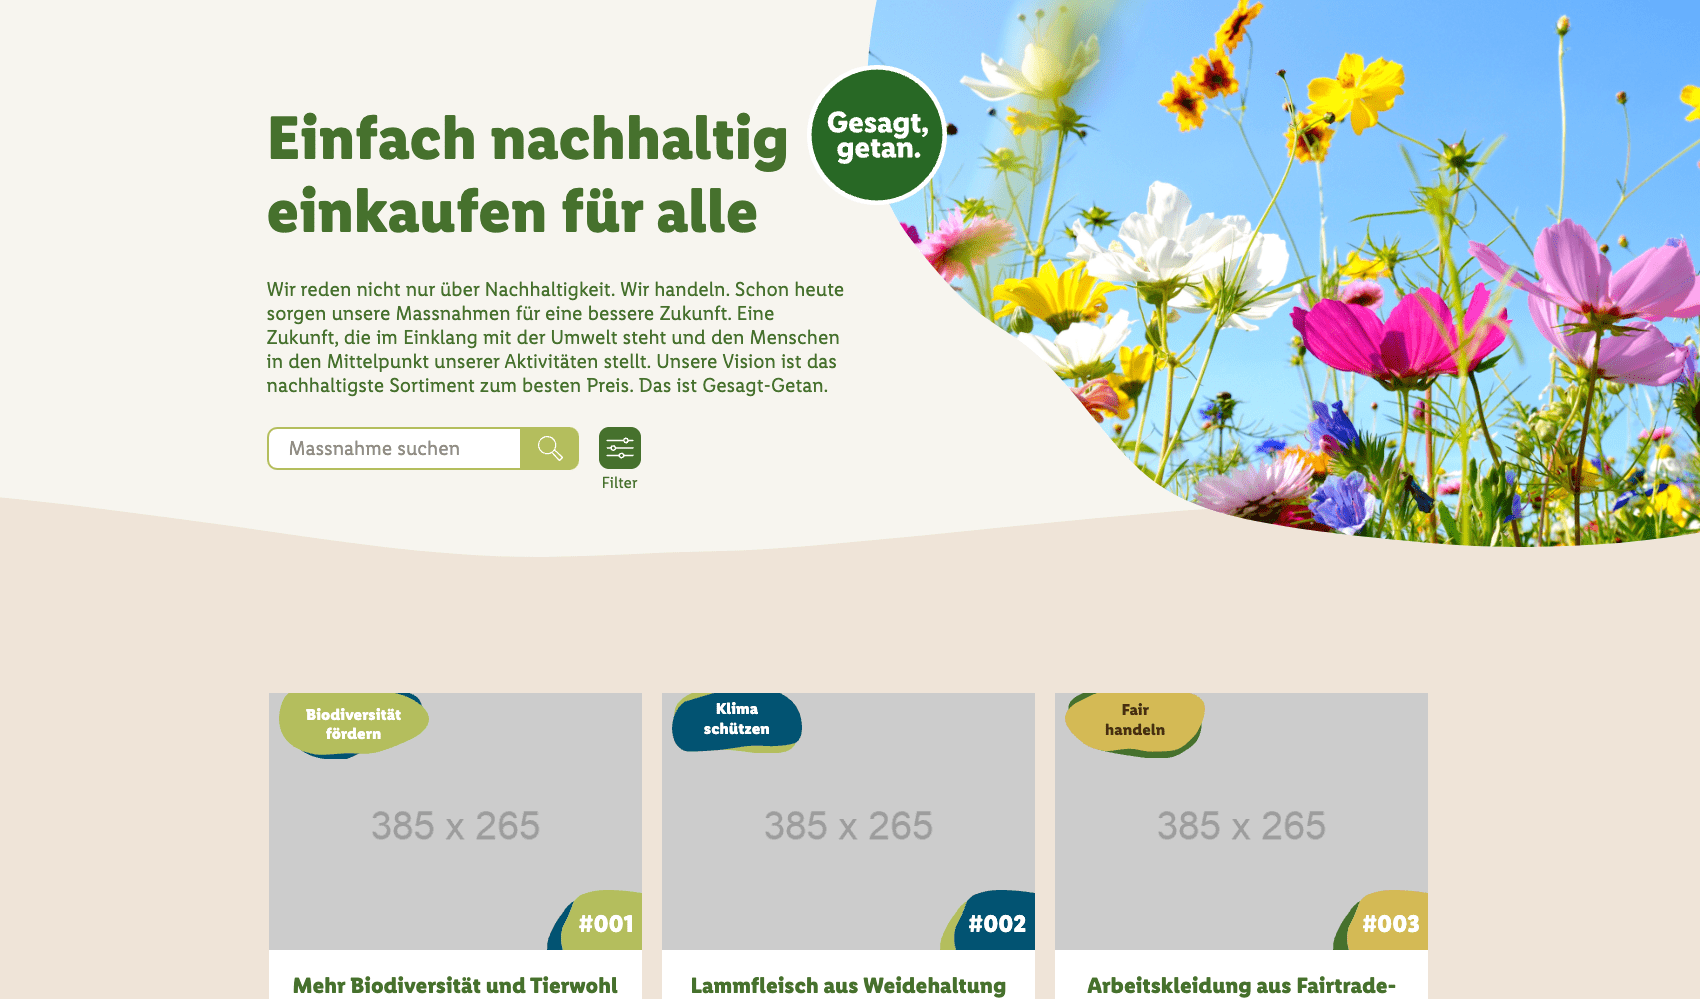 Einfach nachhaltig
einkaufen für alle
Gesagt,
getan.
Wir reden nicht nur über Nachhaltigkeit. Wir handeln. Schon heute
sorgen unsere Massnahmen für eine bessere Zukunft. Eine
Zukunft, die im Einklang mit der Umwelt steht und den Menschen
in den Mittelpunkt unserer Aktivitäten stellt. Unsere Vision ist das
nachhaltigste Sortiment zum besten Preis. Das ist Gesagt-Getan.
Massnahme suchen
Filter
Biodiversität
fördern
385 x 265
#001
Mehr Biodiversität und Tierwohl
Klima
schützen
385 x 265
#002
Lammfleisch aus Weidehaltung
Fair
handeln
385 x 265
#003
Arbeitskleidung aus Fairtrade-